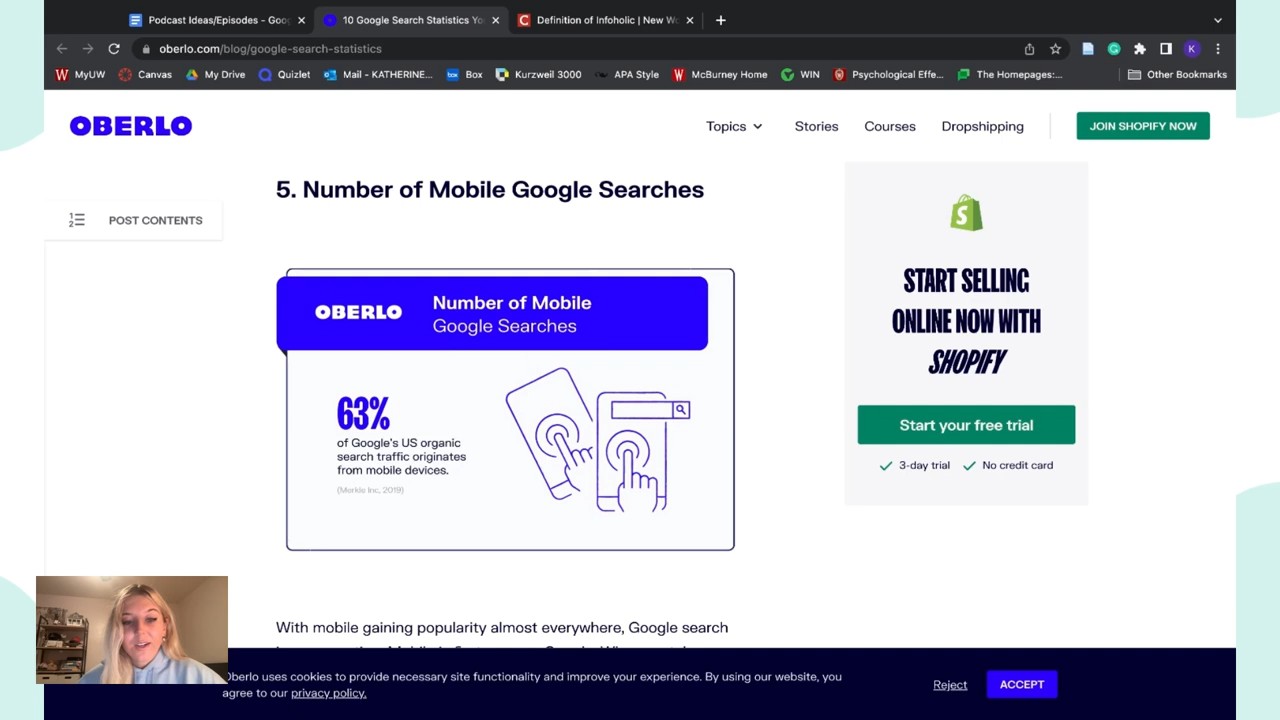 Podcast Ideas/Episodes - Goog
10 Google Search Statistics Yo
Definition of Infoholic | New Wo
oberlo.com/blog/google-search-statistics
K
MyUW
Canvas
My Drive
Quizlet
Mail - KATHERINE...
Box
Kurzweil 3000
APA Style
McBurney Home
WIN
Psychological Effe...
The Homepages:...
Other Bookmarks
OBERLO
Topics
Stories
Courses
Dropshipping
JOIN SHOPIFY NOW
POST CONTENTS
5. Number of Mobile Google Searches
OBERLO
Number of Mobile
Google Searches
63%
of Google's US organic
search traffic originates
from mobile devices.
(Merkle Inc, 2019)
START SELLING
ONLINE NOW WITH
SHOPIFY
Start your free trial
3-day trial
No credit card
With mobile gaining popularity almost everywhere, Google search
Oberlo uses cookies to provide necessary site functionality and improve your experience. By using our website, you
agree to our privacy policy.
Reject
ACCEPT